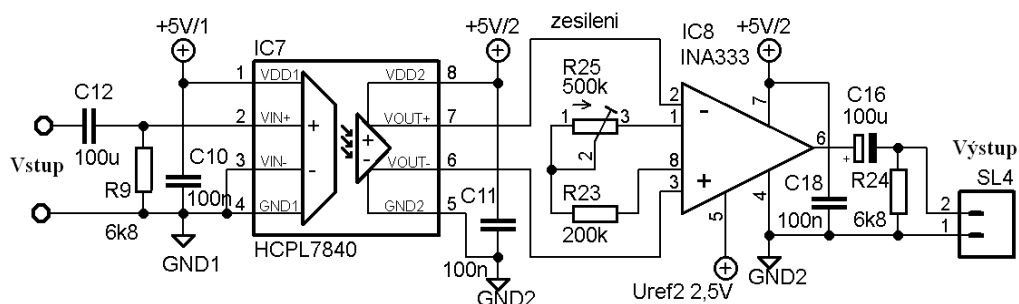 +5V/1
+5V/2
zesileni
IC8
INA333
+5V/2
IC7
C12
100u
Vstup
R9
6k8
C10
100n
GND1
1
2
3
4
VDD1
VIN+
VIN-
GND1
+
-
+
-
VDD2
VOUT+
VOUT-
GND2
8
7
6
5
HCPL7840
C11
100n
GND2
R25
500k
1
3
2
R23
200k
2
1
8
3
-
+
7
6
5
4
Uref2 2,5V
C18
100n
GND2
C16
100u
+
R24
6k8
Výstup
SL4
2
1